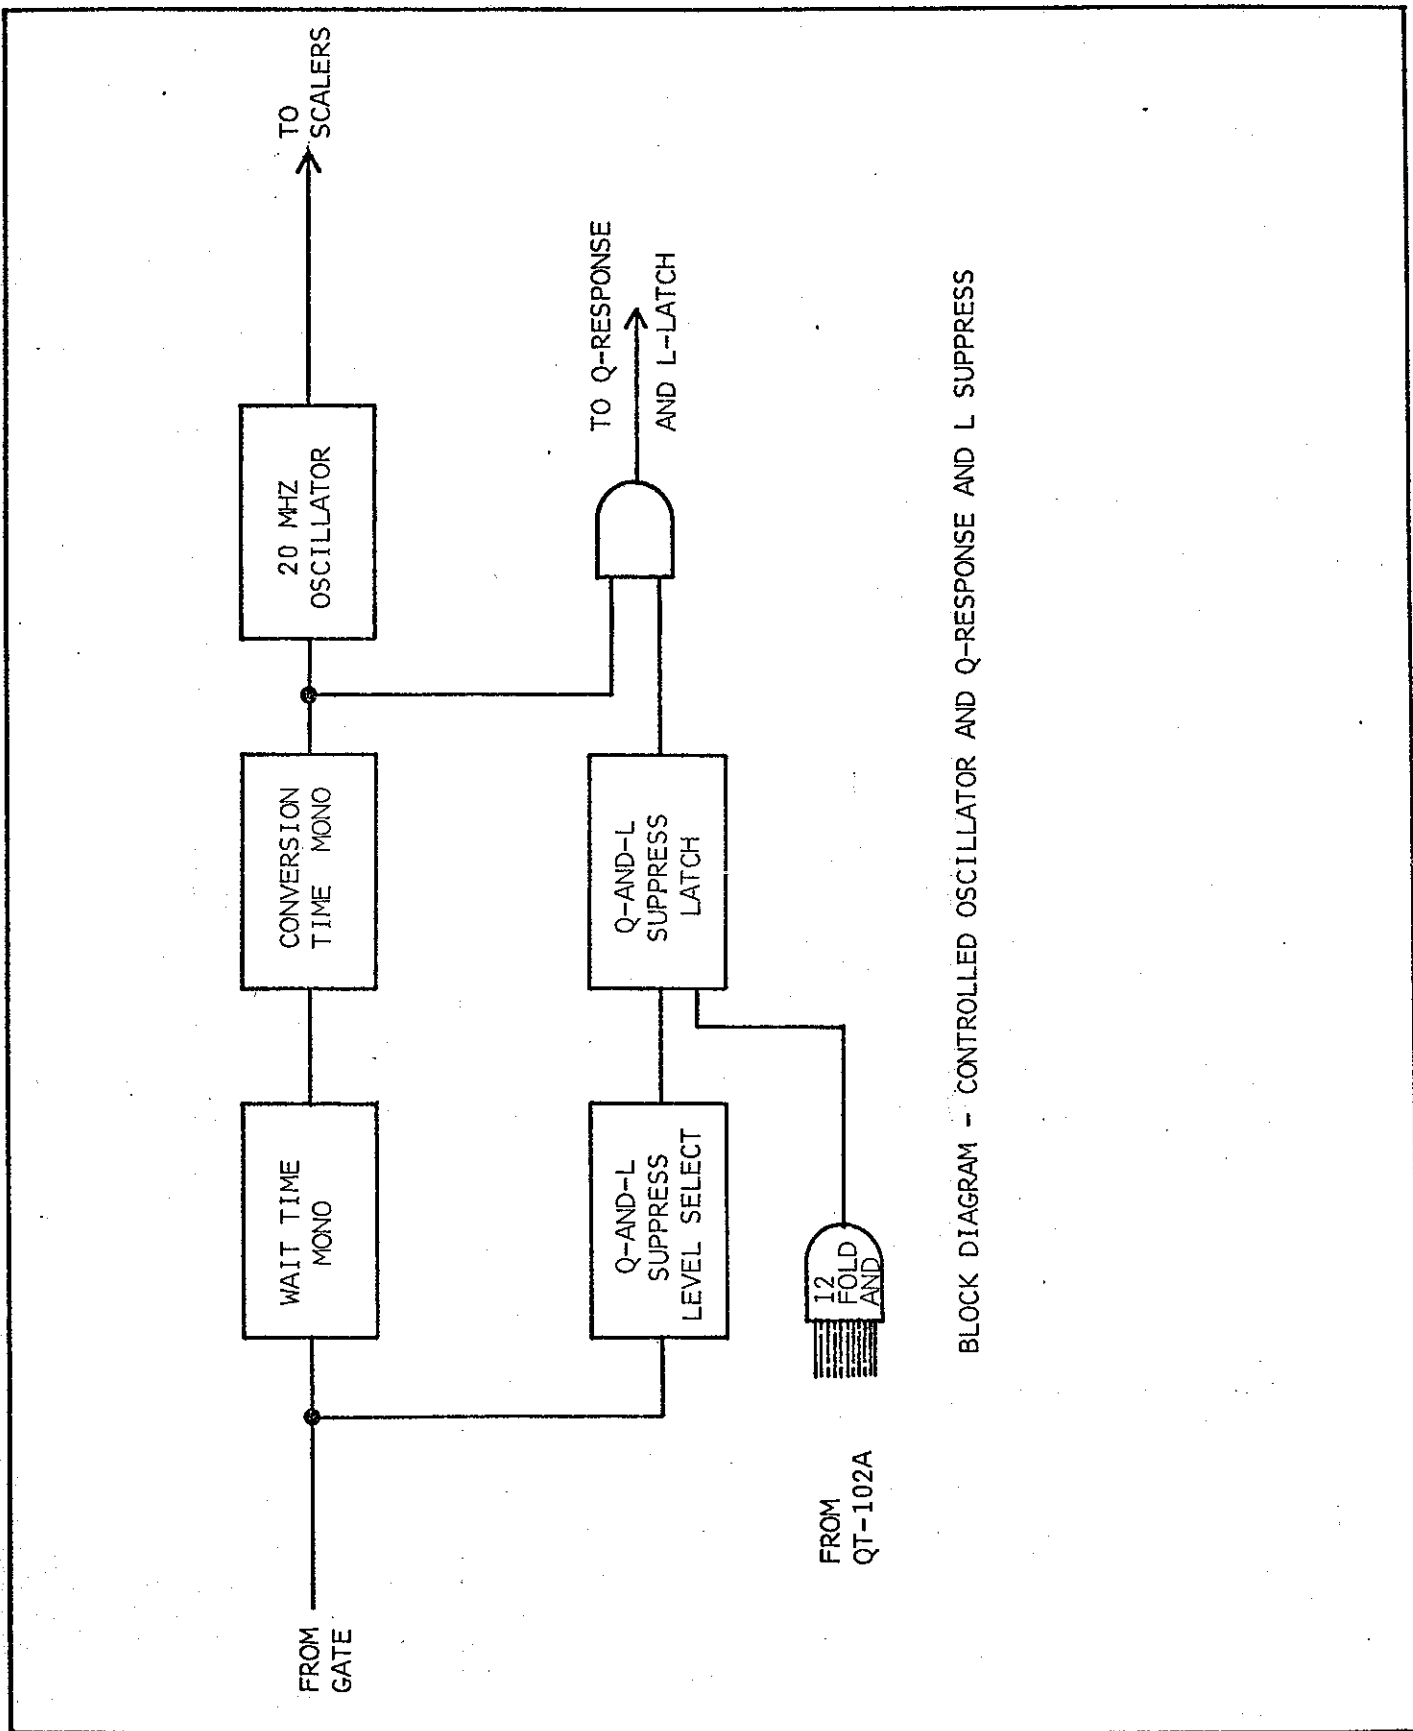 FROM
GATE
WAIT TIME
MONO
CONVERSION
TIME MONO
20 MHZ
OSCILLATOR
TO
SCALERS
Q-AND-L
SUPPRESS
LEVEL SELECT
Q-AND-L
SUPPRESS
LATCH
TO Q-RESPONSE
AND L-LATCH
FROM
QT-102A
12
FOLD
AND
BLOCK DIAGRAM - CONTROLLED OSCILLATOR AND Q-RESPONSE AND L SUPPRESS